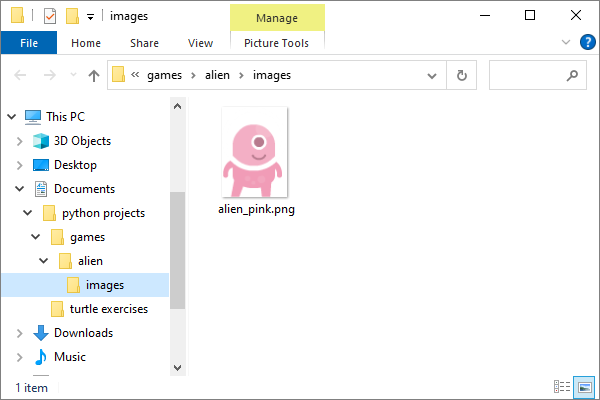 images
Manage
File
Home
Share
View
Picture Tools
?
« games > alien > images
This PC
3D Objects
Desktop
Documents
python projects
games
alien
images
turtle exercises
Downloads
Music
alien_pink.png
1 item